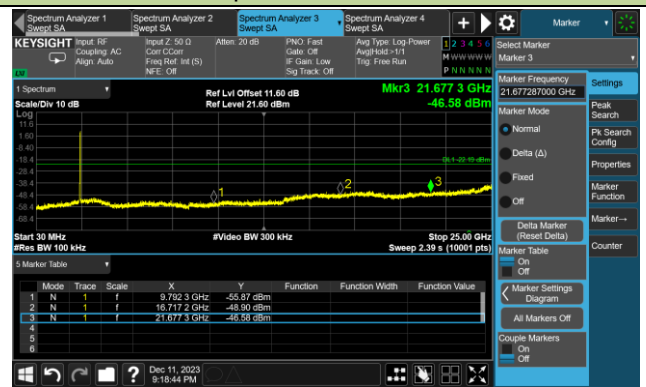 Spectrum Analyzer 1
Swept SA
Spectrum Analyzer 2
Swept SA
Spectrum Analyzer 3
Swept SA
Spectrum Analyzer 4
Swept SA
Marker
KEYSIGHT
Input: RF
Coupling: AC
Align: Auto
Input Z: 50 Ω
Corr CCorr
Freq Ref: Int (S)
NFE: Off
Atten: 20 dB
PNO: Fast
Gate: Off
IF Gain: Low
Sig Track: Off
Avg Type: Log-Power
Avg|Hold:>1/1
Trig: Free Run
1 2 3 4 5 6
M W W W W W
P N N N N N
LW
Select Marker
Marker 3
1 Spectrum
Scale/Div 10 dB
Log
Ref Lvl Offset 11.60 dB
Ref Level 21.60 dBm
Mkr3 21.677 3 GHz
-46.58 dBm
11.6
1.60
-8.40
-18.4
-28.4
-38.4
-48.4
-58.4
-68.4
DL1 -22.19 dBm
1
2
3
Start 30 MHz
#Res BW 100 kHz
#Video BW 300 kHz
Stop 25.00 GHz
Sweep 2.39 s (10001 pts)
5 Marker Table
Mode Trace Scale X Y Function Function Width Function Value
1 N 1 f 9.792 3 GHz -55.87 dBm
2 N 1 f 16.717 2 GHz -48.90 dBm
3 N 1 f 21.677 3 GHz -46.58 dBm
4
5
6
Marker Frequency
21.677287000 GHz
Marker Mode
Normal
Delta (Δ)
Fixed
Off
Delta Marker
(Reset Delta)
Marker Table
On
Off
Marker Settings
Diagram
All Markers Off
Couple Markers
On
Off
Settings
Peak
Search
Pk Search
Config
Properties
Marker
Function
Marker→
Counter
Dec 11, 2023
9:18:44 PM